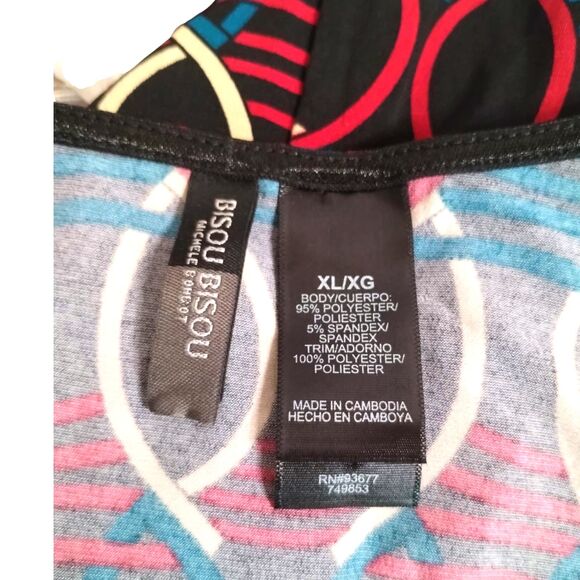 BISOU BISOU
MICHELE BOHBOT
XL/XG
BODY/CUERPO:
95% POLYESTER/
POLIESTER
5% SPANDEX/
SPANDEX
TRIM/ADORNO
100% POLYESTER/
POLIESTER
MADE IN CAMBODIA
HECHO EN CAMBOYA
RN#93677
749853